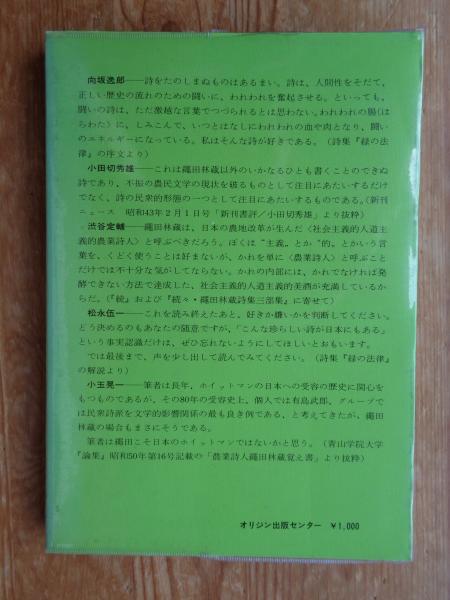 向坂逸郎――詩をたのしまぬものはあるまい。詩は、人間性をそだて、
正しい歴史の流れのための闘いに、われわれを奮起させる。といっても、
闘いの詩は、ただ激越な言葉でつづられるとは思わない。われわれの腸(は
らわた)に、しみこんで、いつとはなしにわれわれの血や肉となり、闘い
のエネルギーになっている。私はそんな詩が好きである。(詩集『緑の法
律』の序文より)
小田切秀雄――これは縄田林蔵以外のいかなるひとも書くことのできぬ
詩であり、不振の農民文学の現状を破るものとして注目にあたいするだけ
でなく、詩の民衆的形態の一つとして注目にあたいするものである。(新刊
ニュース 昭和43年2月1日号「新刊書評/小田切秀雄」より抜粋)
渋谷定輔――縄田林蔵は、日本の農地改革が生んだ〈社会主義的人道主
義的農業詩人〉と呼ぶべきだろう。ぼくは“主義〟とか“的〟とかいう言
葉を、くどく使うことは好まないが、かれを単に〈農業詩人〉と呼ぶこと
だけでは不十分な気がしてならない。かれの内部には、かれでなければ発
酵できない方法で達成した、社会主義的人道主義的美酒が充満しているか
らだ。(『続』および『続々・縄田林蔵詩集三部集』に寄せて)
松永伍一――これを読み終えたあと、好きか嫌いかを判断してください。
どう決めるのもあなたの随意ですが、「こんな珍らしい詩が日本にもある」
という事実認識だけは、ぜひ忘れないようにしてほしいとおもいます。
では最後まで、声を少し出して読んでみてください。(詩集『緑の法律』
の解説より)
小玉晃一――筆者は長年、ホイットマンの日本への受容の歴史に関心を
もつものであるが、その80年の受容史上、個人では有島武郎、グループで
は民衆詩派を文学的影響関係の最も良き例である、と考えてきたが、縄田
林蔵の場合もまさにそうである。
筆者は縄田こそ日本のホイットマンではないかと思う。(青山学院大学
『論集』昭和50年第16号記載の「農業詩人縄田林蔵覚え書」より抜粋)
オリジン出版センター ¥1,000